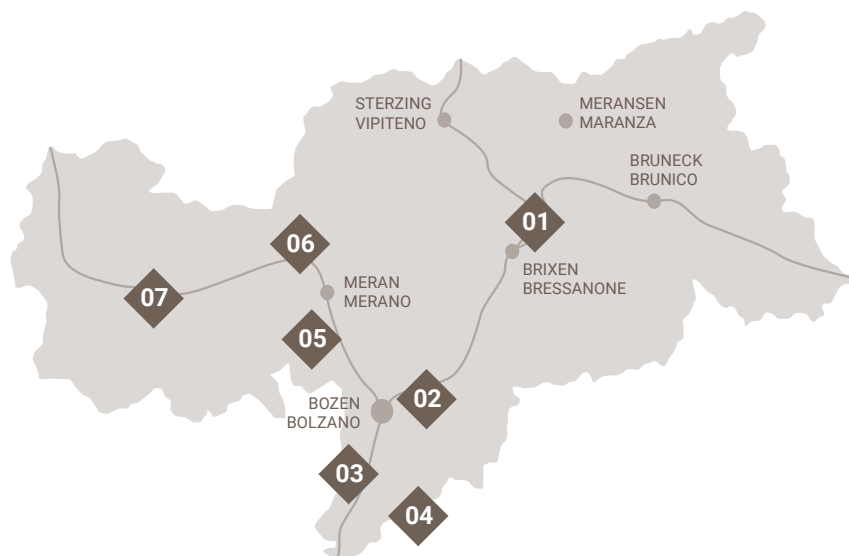 STERZING
VIPITENO
MERANSEN
MARANZA
BRUNECK
BRUNICO
01
06
BRIXEN
BRESSANONE
MERAN
MERANO
07
05
02
BOZEN
BOLZANO
03
04